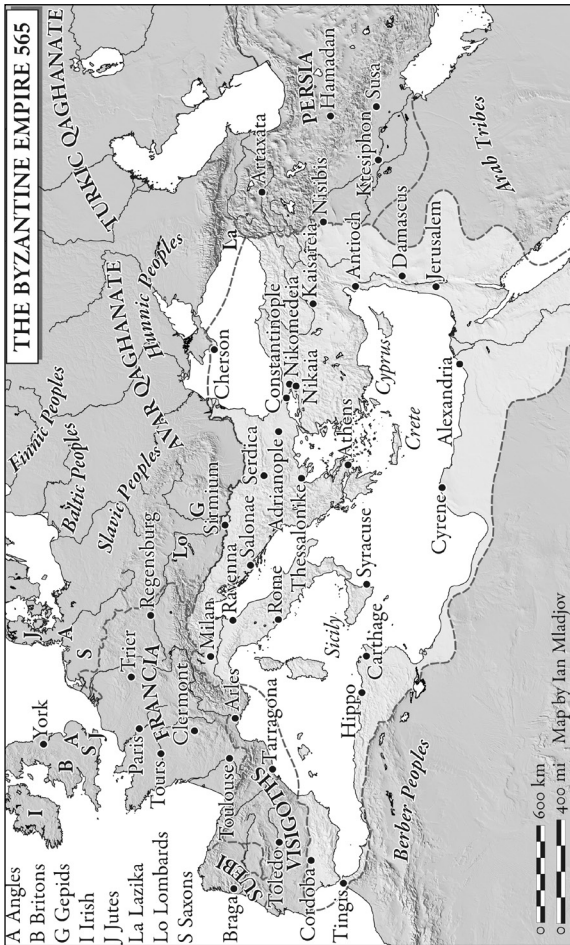 THE BYZANTINE EMPIRE 565
A Angles
B Britons
G Gepids
I Irish
J Jutes
La Lazika
Lo Lombards
S Saxons
I
B
York
A
S
J
J
A
S
Finnic Peoples
Baltic Peoples
Slavic Peoples
AVAR QAGHANATE
Hunnic Peoples
TURKIC QAGHANATE
Paris
Trier
Tours
FRANCIA
Clermont
Regensburg
Lo
G
Braga
SUEBI
Toulouse
Arles
Milan
Ravenna
Salonae
Sirmium
Serdica
Cherson
La
Toledo
VISIGOTHS
Tarragona
Rome
Thessalonike
Adrianople
Constantinople
Nikomedeia
Nikaia
Kaisareia
Artaxata
Cordoba
Tingis
Sicily
Syracuse
Athens
Nisibis
PERSIA
Hamadan
Hippo
Carthage
Crete
Cyprus
Antioch
Ktesiphon
Susa
Berber Peoples
Cyrene
Alexandria
Damascus
Jerusalem
Arab Tribes
0 600 km
0 400 mi
Map by Ian Mladjov